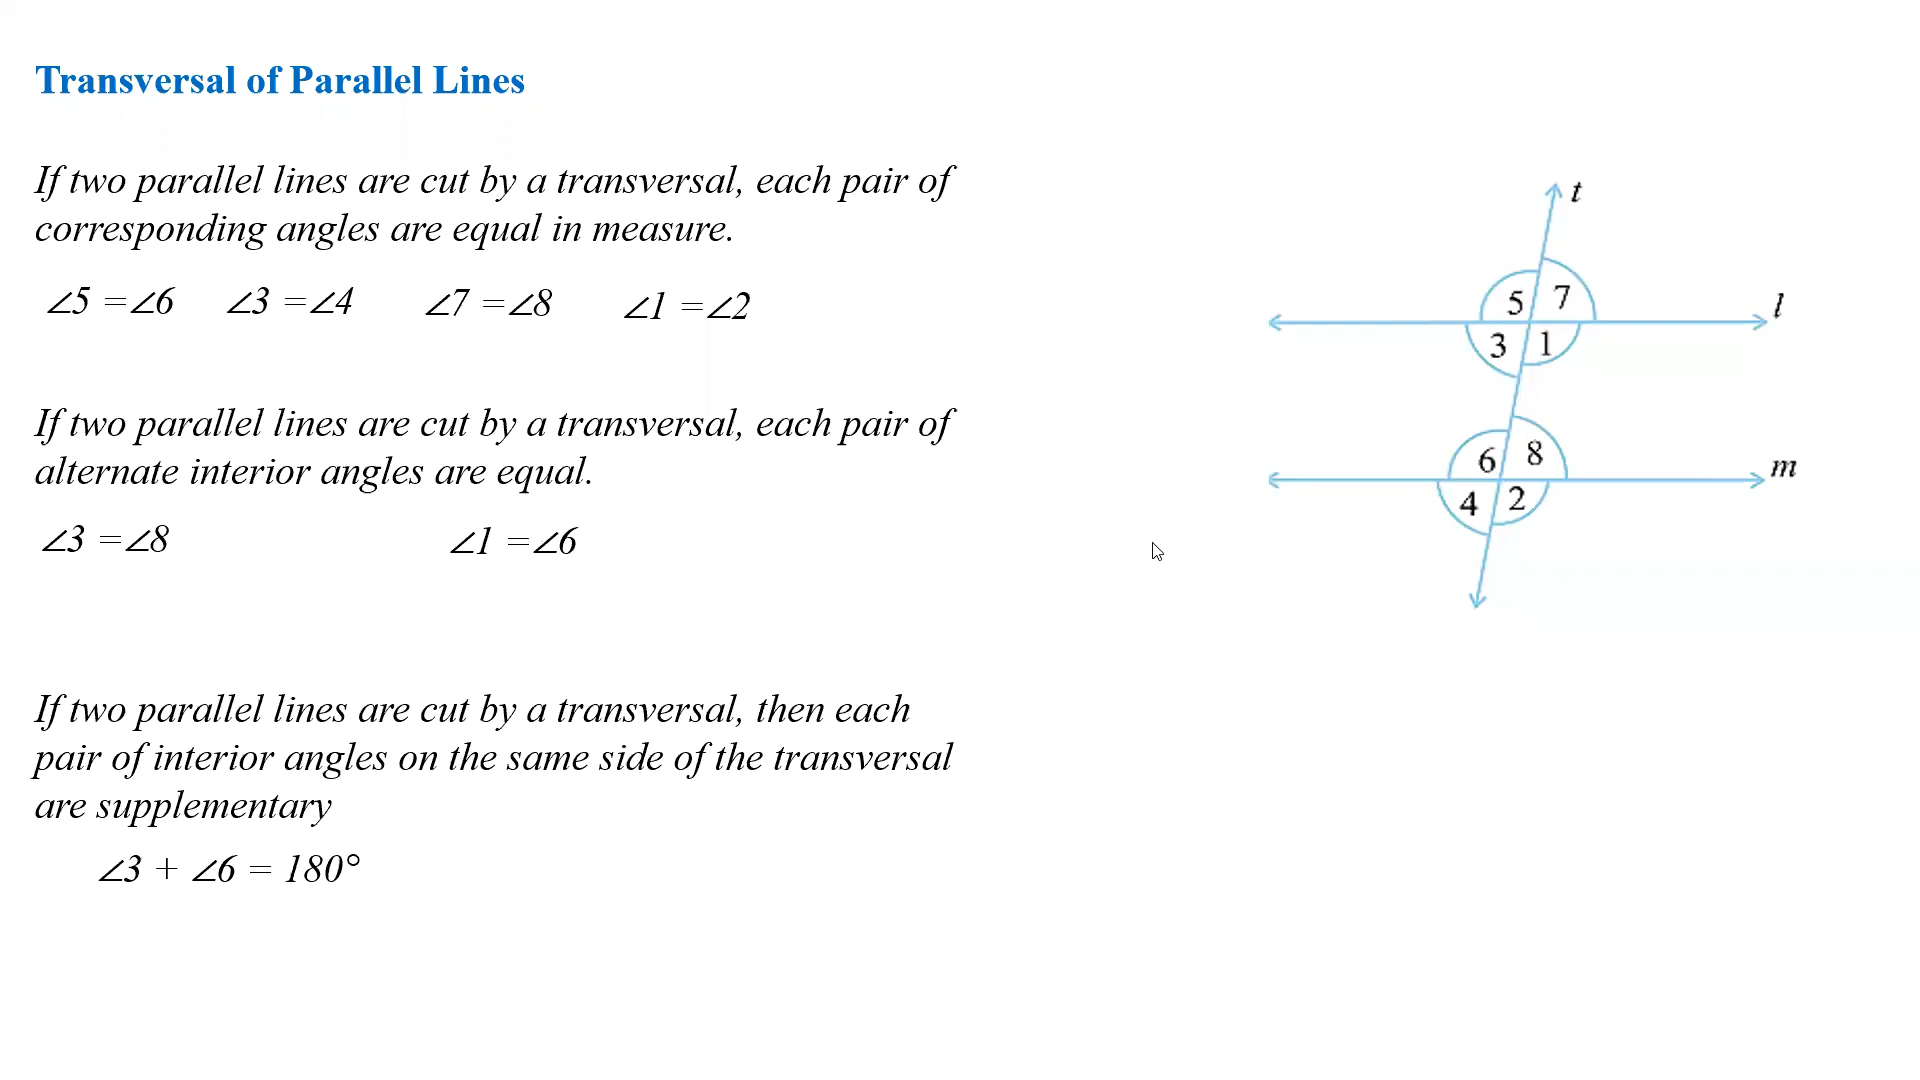 Transversal of Parallel Lines
If two parallel lines are cut by a transversal, each pair of
corresponding angles are equal in measure.
∠5 =∠6 ∠3 =∠4 ∠7 =∠8 ∠1 =∠2
If two parallel lines are cut by a transversal, each pair of
alternate interior angles are equal.
∠3 =∠8 ∠1 =∠6
If two parallel lines are cut by a transversal, then each
pair of interior angles on the same side of the transversal
are supplementary
∠3 + ∠6 = 180°
t
5 7
l
3 1
6 8
m
4 2